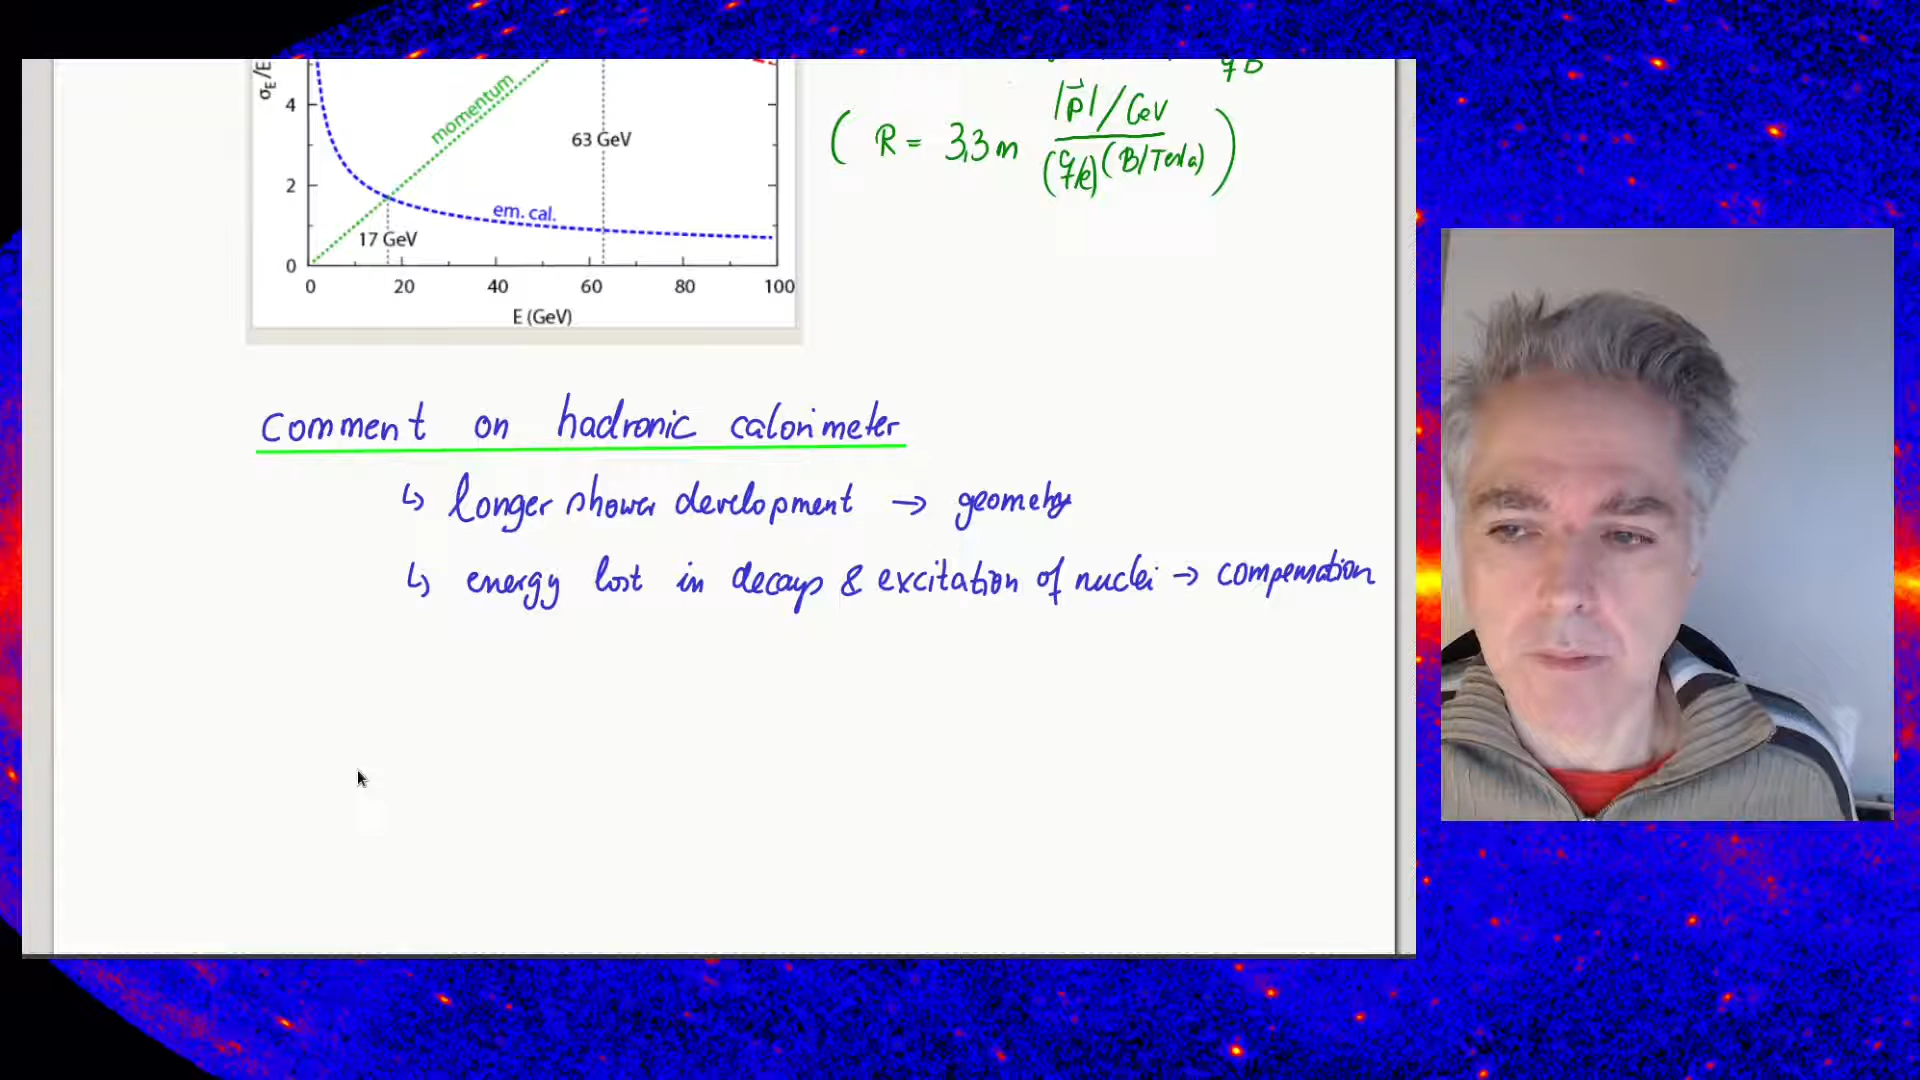 σE/E
4
momentum
63 GeV
2
em. cal.
17 GeV
0
0 20 40 60 80 100
E (GeV)
q B
( R = 3,3 m |p⃗|/GeV / (q/e)(B/Tesla) )
Comment on hadronic calorimeter
↳ longer shower development → geometry
↳ energy lost in decays & excitation of nuclei → compensation